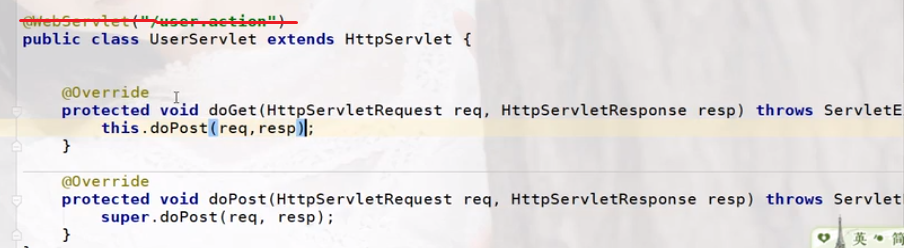 @WebServlet("/user.action")
public class UserServlet extends HttpServlet {
@Override
protected void doGet(HttpServletRequest req, HttpServletResponse resp) throws ServletE
this.doPost(req,resp);
}
@Override
protected void doPost(HttpServletRequest req, HttpServletResponse resp) throws Servlet
super.doPost(req, resp);
}
英 简